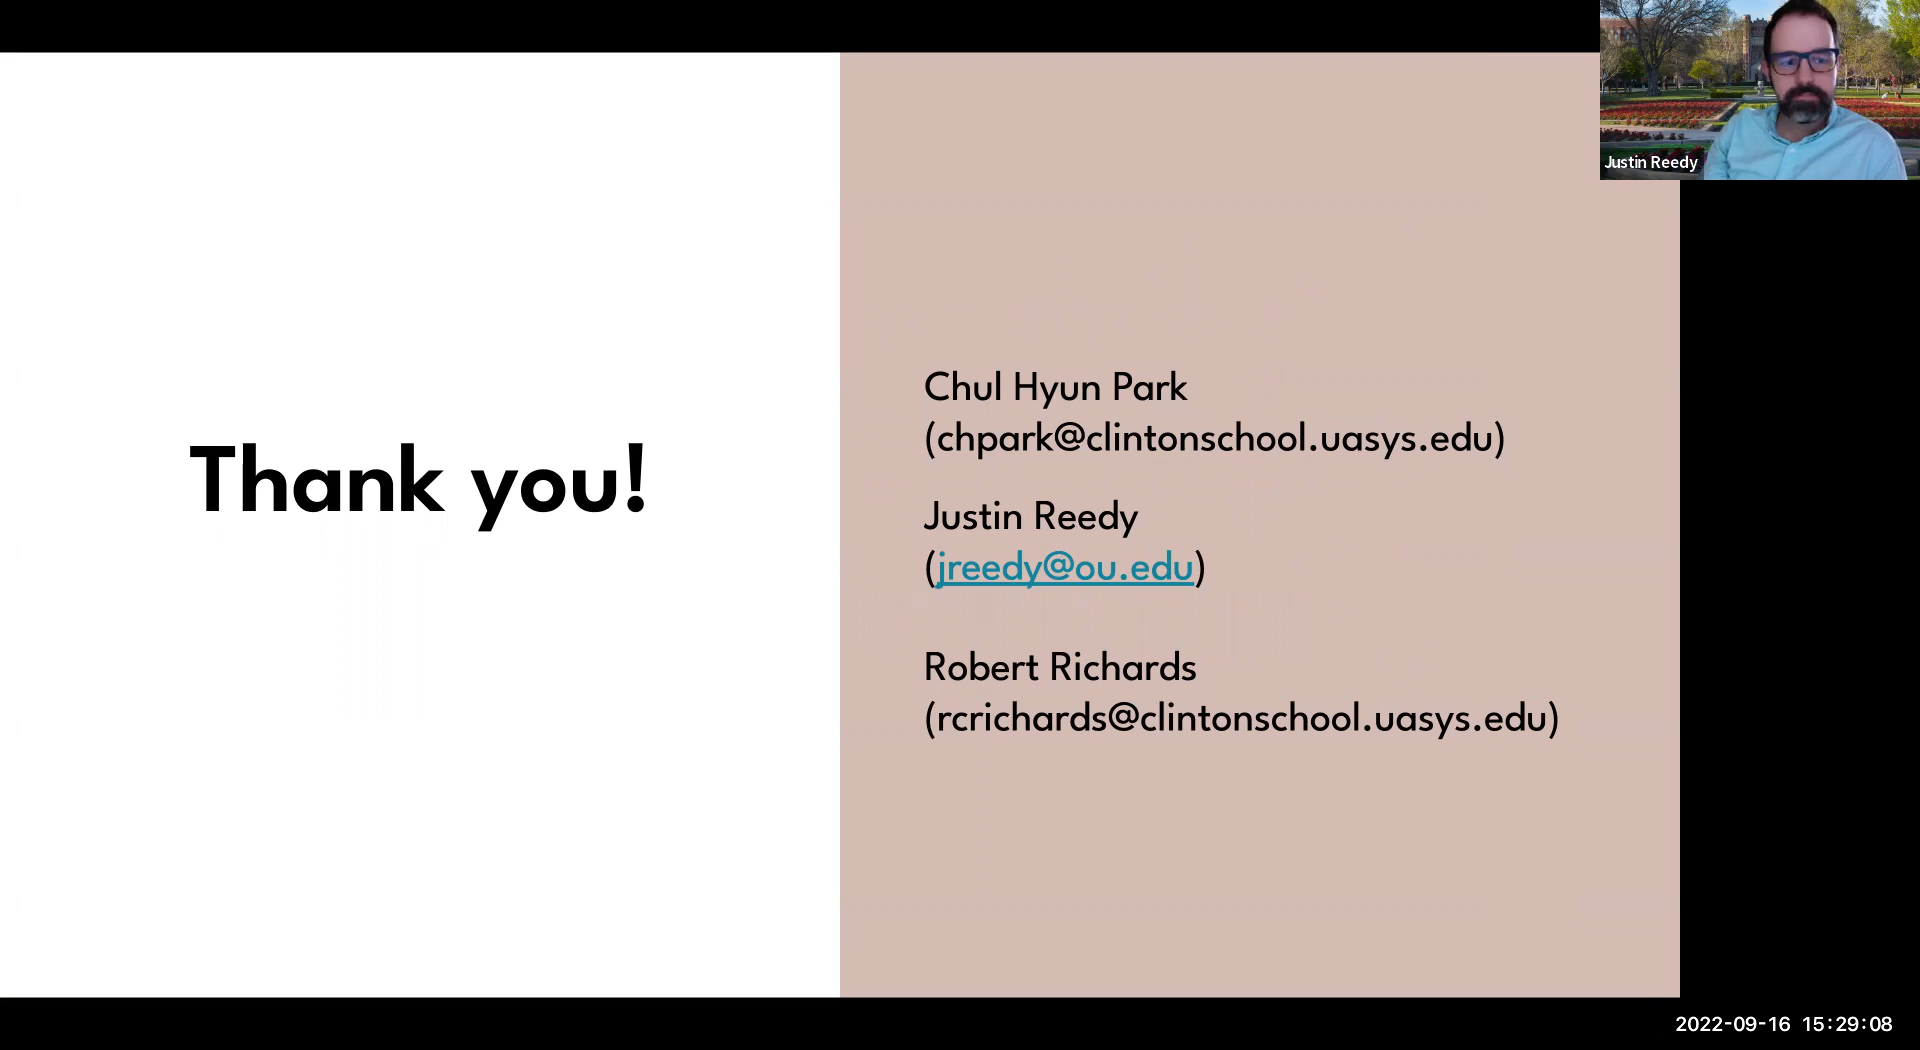 Thank you!
Chul Hyun Park
(chpark@clintonschool.uasys.edu)
Justin Reedy
(jreedy@ou.edu)
Robert Richards
(rcrichards@clintonschool.uasys.edu)
Justin Reedy
2022-09-16 15:29:08